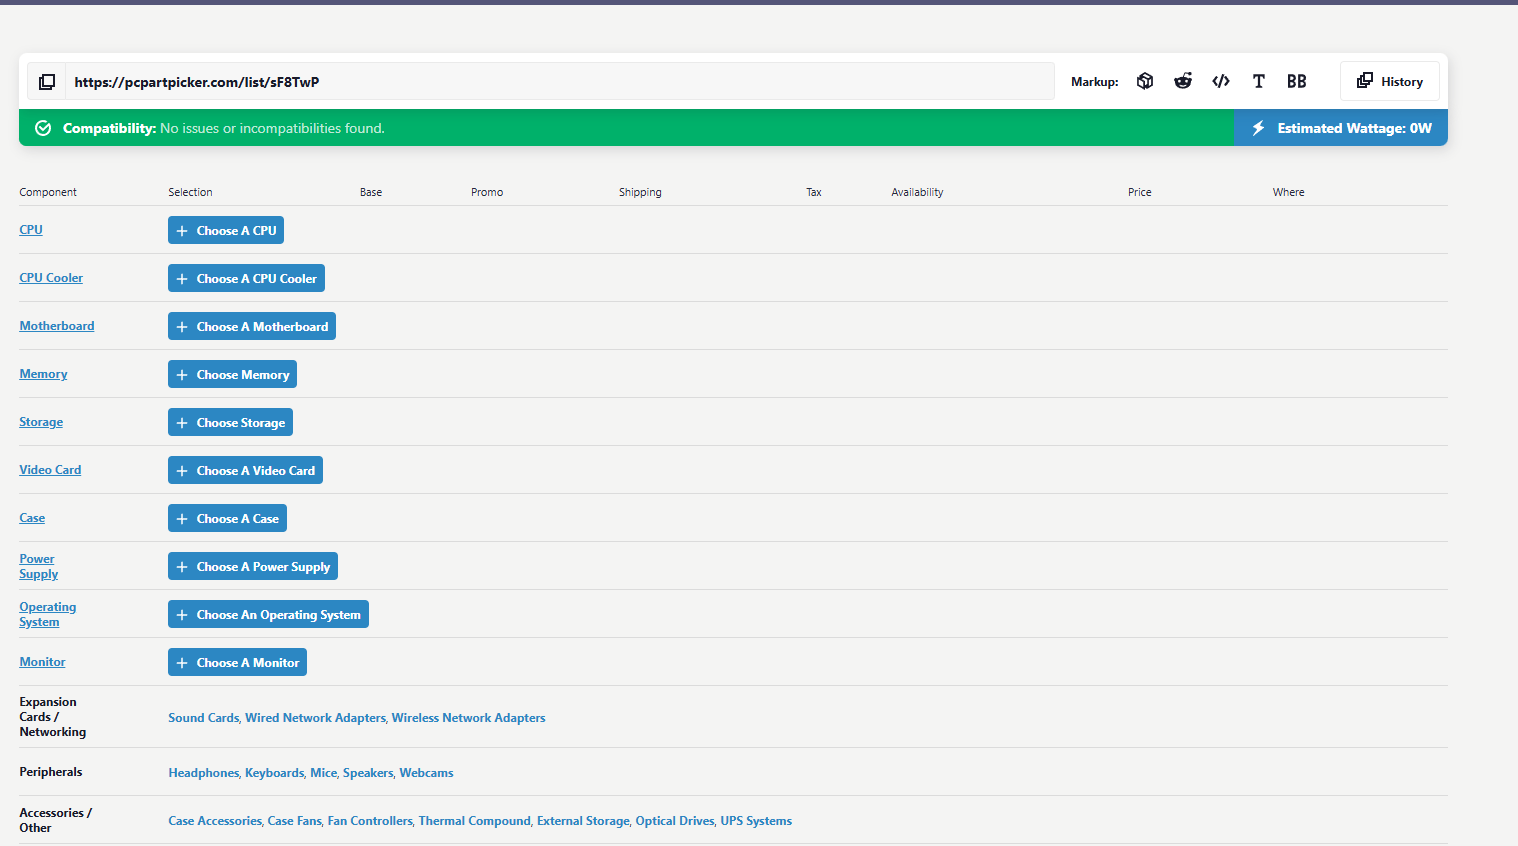 https://pcpartpicker.com/list/sF8TwP
Markup:
T
BB
History
Compatibility: No issues or incompatibilities found.
Estimated Wattage: 0W
Component Selection Base Promo Shipping Tax Availability Price Where
CPU
Choose A CPU
CPU Cooler
Choose A CPU Cooler
Motherboard
Choose A Motherboard
Memory
Choose Memory
Storage
Choose Storage
Video Card
Choose A Video Card
Case
Choose A Case
Power
Supply
Choose A Power Supply
Operating
System
Choose An Operating System
Monitor
Choose A Monitor
Expansion
Cards /
Networking
Sound Cards, Wired Network Adapters, Wireless Network Adapters
Peripherals
Headphones, Keyboards, Mice, Speakers, Webcams
Accessories /
Other
Case Accessories, Case Fans, Fan Controllers, Thermal Compound, External Storage, Optical Drives, UPS Systems